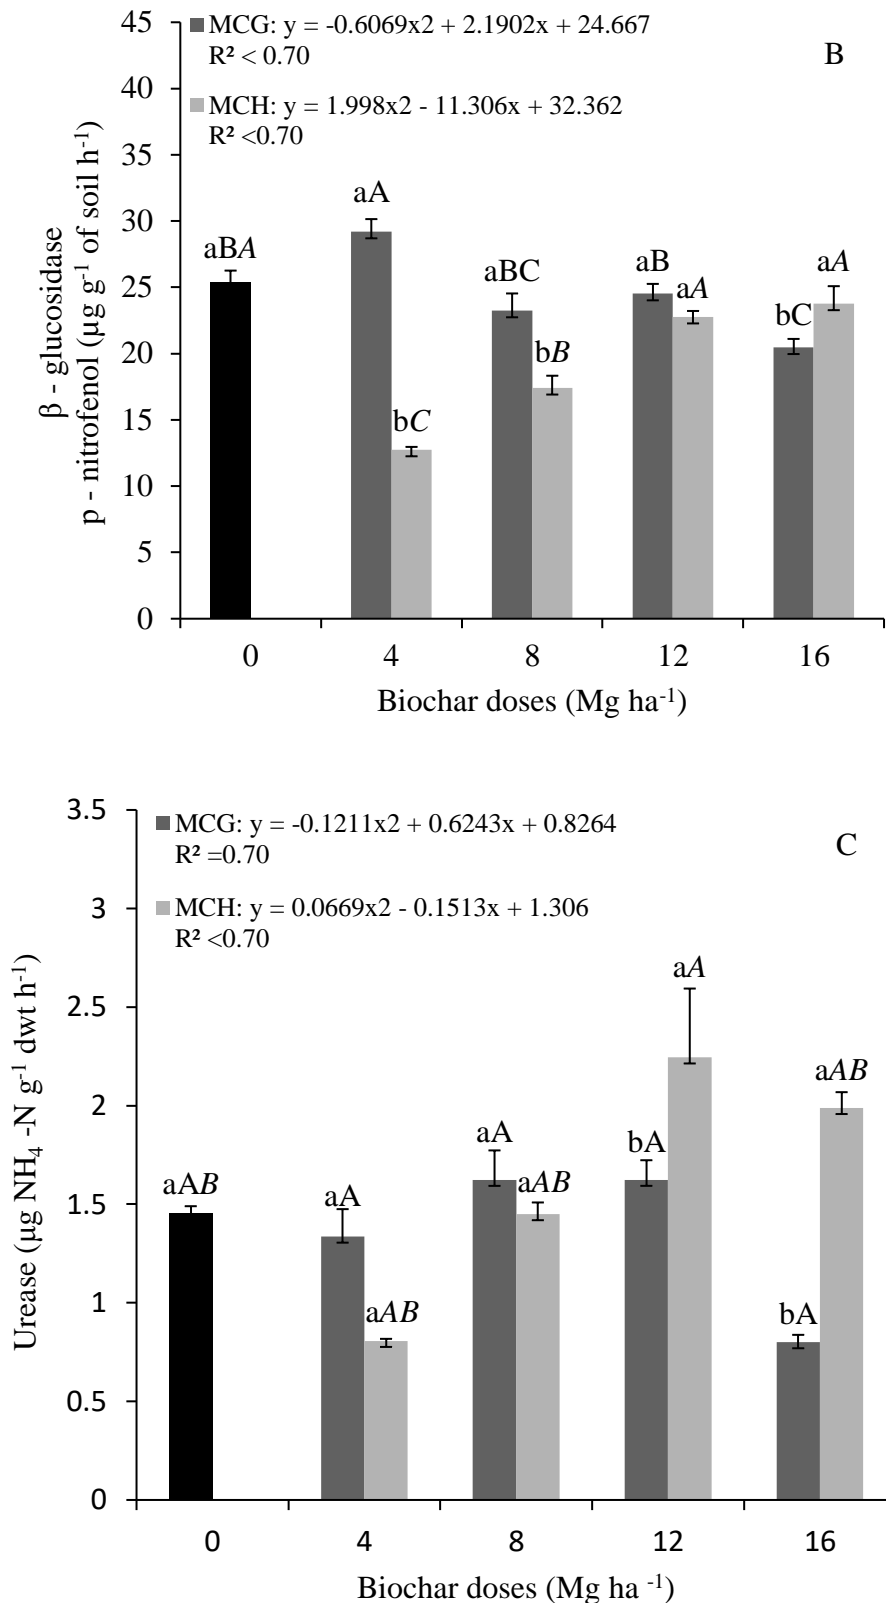 45
40
35
30
25
20
15
10
5
0
β - glucosidase
p - nitrofenol (µg g⁻¹ of soil h⁻¹)
MCG: y = -0.6069x2 + 2.1902x + 24.667
R² < 0.70
B
MCH: y = 1.998x2 - 11.306x + 32.362
R² <0.70
aBA
aA
bC
aBC
bB
aB
aA
bC
aA
0 4 8 12 16
Biochar doses (Mg ha⁻¹)
3.5
3
2.5
2
1.5
1
0.5
0
Urease (µg NH₄ -N g⁻¹ dwt h⁻¹)
MCG: y = -0.1211x2 + 0.6243x + 0.8264
R² =0.70
C
MCH: y = 0.0669x2 - 0.1513x + 1.306
R² <0.70
aAB
aA
aAB
aA
aAB
bA
aA
bA
aAB
0 4 8 12 16
Biochar doses (Mg ha ⁻¹)